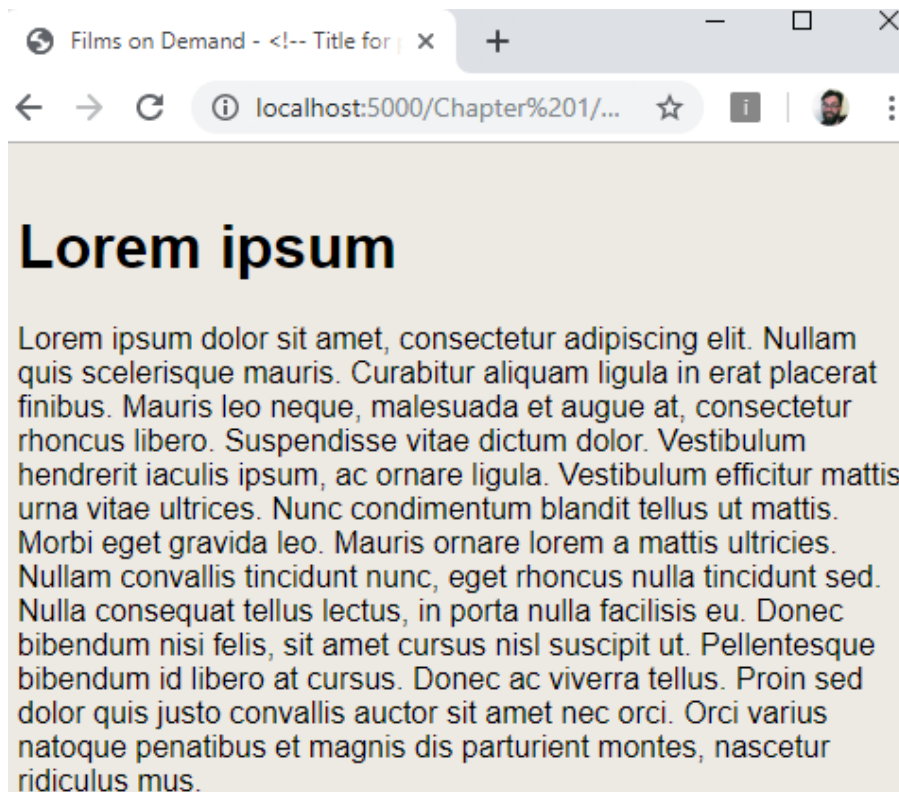 Films on Demand - <!-- Title for
localhost:5000/Chapter%201/...
Lorem ipsum
Lorem ipsum dolor sit amet, consectetur adipiscing elit. Nullam
quis scelerisque mauris. Curabitur aliquam ligula in erat placerat
finibus. Mauris leo neque, malesuada et augue at, consectetur
rhoncus libero. Suspendisse vitae dictum dolor. Vestibulum
hendrerit iaculis ipsum, ac ornare ligula. Vestibulum efficitur mattis
urna vitae ultrices. Nunc condimentum blandit tellus ut mattis.
Morbi eget gravida leo. Mauris ornare lorem a mattis ultricies.
Nullam convallis tincidunt nunc, eget rhoncus nulla tincidunt sed.
Nulla consequat tellus lectus, in porta nulla facilisis eu. Donec
bibendum nisi felis, sit amet cursus nisl suscipit ut. Pellentesque
bibendum id libero at cursus. Donec ac viverra tellus. Proin sed
dolor quis justo convallis auctor sit amet nec orci. Orci varius
natoque penatibus et magnis dis parturient montes, nascetur
ridiculus mus.